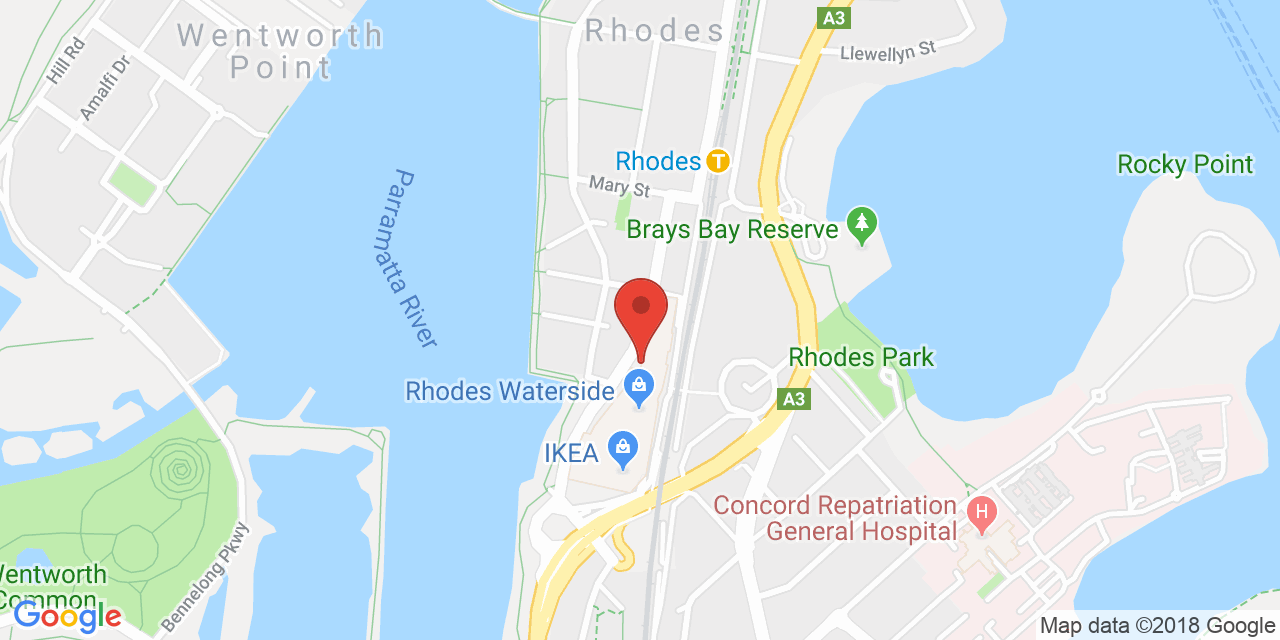 A3
Rhodes
Wentworth
Point
Hill Rd
Amalfi Dr
Llewellyn St
Rhodes
T
Rocky Point
Mary St
Parramatta River
Brays Bay Reserve
Rhodes Park
Rhodes Waterside
A3
IKEA
Concord Repatriation
General Hospital
H
Bennelong Pkwy
Wentworth
Common
Google
Map data ©2018 Google